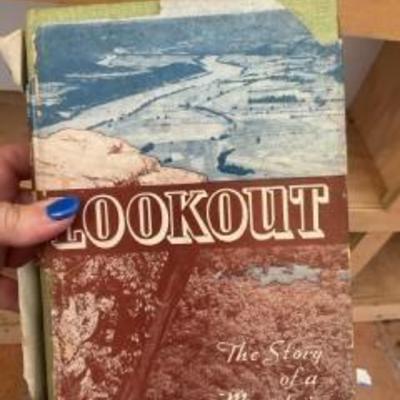 LOOKOUT
The Story
of a